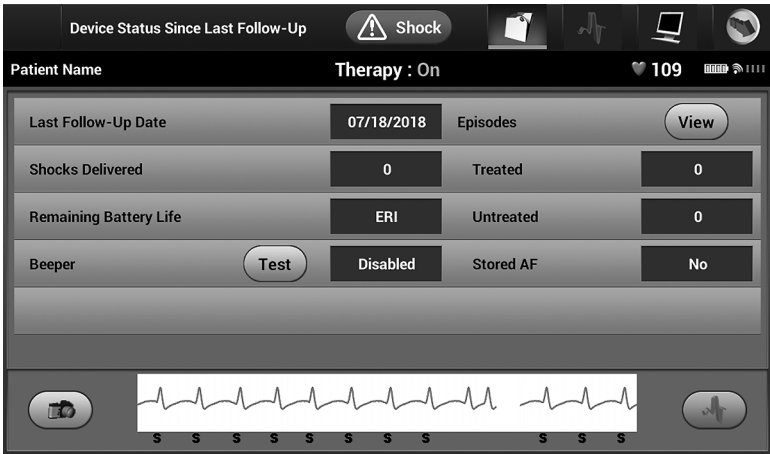 Device Status Since Last Follow-Up Shock
Patient Name Therapy : On 109
Last Follow-Up Date 07/18/2018 Episodes View
Shocks Delivered 0 Treated 0
Remaining Battery Life ERI Untreated 0
Beeper Test Disabled Stored AF No
S S S S S S S S S S S